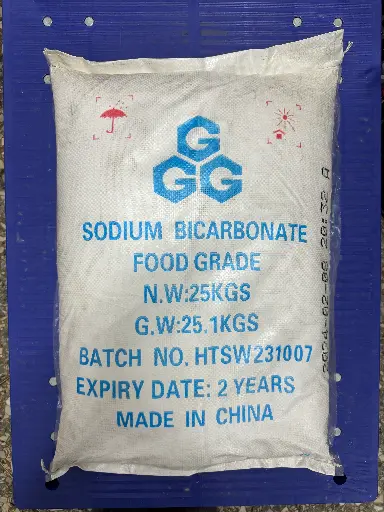 G
G G
SODIUM BICARBONATE
FOOD GRADE
N.W:25KGS
G.W:25.1KGS
BATCH NO. HTSW231007
EXPIRY DATE: 2 YEARS
MADE IN CHINA